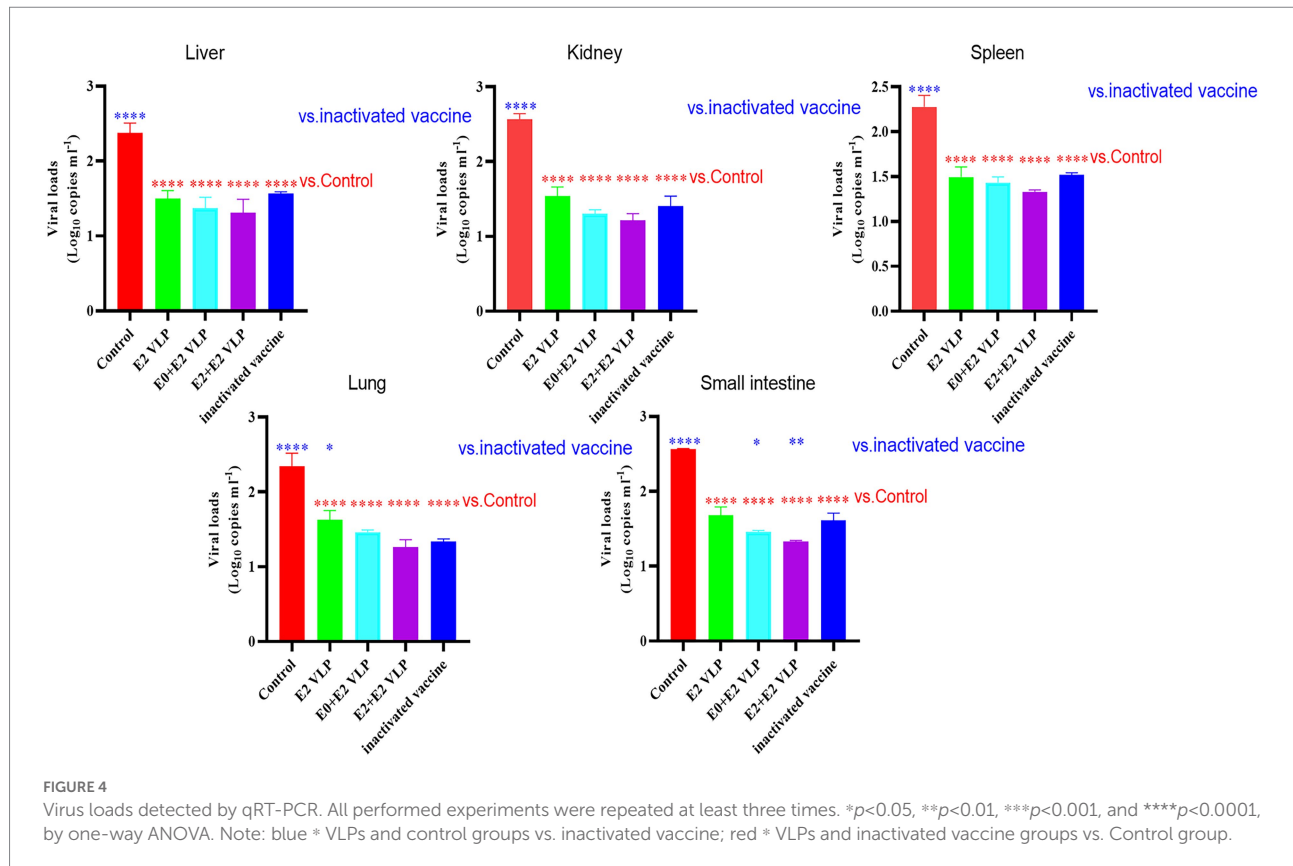 Liver
Viral loads
(Log₁₀ copies ml⁻¹)
3
2
1
0
****
vs.inactivated vaccine
**** **** **** **** vs.Control
Control
E2 VLP
E0+E2 VLP
E2+E2 VLP
inactivated vaccine
Kidney
Viral loads
(Log₁₀ copies ml⁻¹)
3
2
1
0
****
vs.inactivated vaccine
**** **** **** **** vs.Control
Control
E2 VLP
E0+E2 VLP
E2+E2 VLP
inactivated vaccine
Spleen
Viral loads
(Log₁₀ copies ml⁻¹)
2.5
2.0
1.5
1.0
0.5
0.0
****
vs.inactivated vaccine
**** **** **** **** vs.Control
Control
E2 VLP
E0+E2 VLP
E2+E2 VLP
inactivated vaccine
Lung
Viral loads
(Log₁₀ copies ml⁻¹)
3
2
1
0
**** * vs.inactivated vaccine
**** **** **** **** vs.Control
Control
E2 VLP
E0+E2 VLP
E2+E2 VLP
inactivated vaccine
Small intestine
Viral loads
(Log₁₀ copies ml⁻¹)
3
2
1
0
**** * ** vs.inactivated vaccine
**** **** **** **** vs.Control
Control
E2 VLP
E0+E2 VLP
E2+E2 VLP
inactivated vaccine
FIGURE 4
Virus loads detected by qRT-PCR. All performed experiments were repeated at least three times. *p<0.05, **p<0.01, ***p<0.001, and ****p<0.0001,
by one-way ANOVA. Note: blue * VLPs and control groups vs. inactivated vaccine; red * VLPs and inactivated vaccine groups vs. Control group.